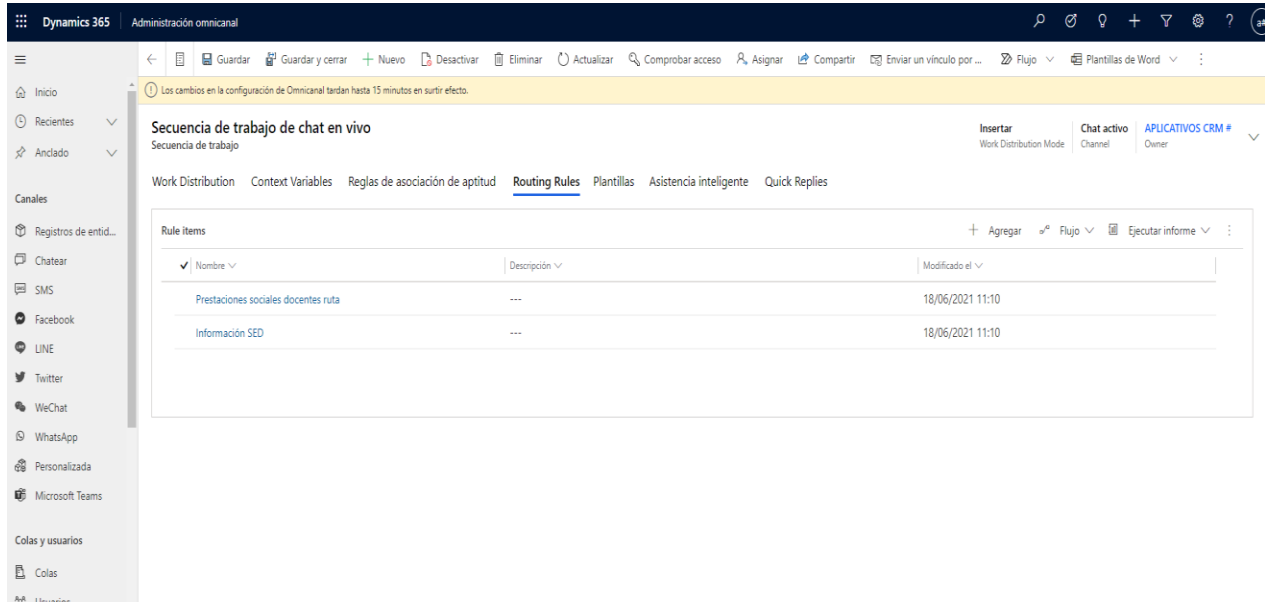 Dynamics 365 Administración omnicanal
Guardar Guardar y cerrar Nuevo Desactivar Eliminar Actualizar Comprobar acceso Asignar Compartir Enviar un vínculo por ... Flujo Plantillas de Word
Los cambios en la configuración de Omnicanal tardan hasta 15 minutos en surtir efecto.
Inicio
Recientes
Anclado
Canales
Registros de entid...
Chatear
SMS
Facebook
LINE
Twitter
WeChat
WhatsApp
Personalizada
Microsoft Teams
Colas y usuarios
Colas
Secuencia de trabajo de chat en vivo
Secuencia de trabajo
Insertar Chat activo APLICATIVOS CRM #
Work Distribution Mode Channel Owner
Work Distribution Context Variables Reglas de asociación de aptitud Routing Rules Plantillas Asistencia inteligente Quick Replies
Rule items Agregar Flujo Ejecutar informe
Nombre Descripción Modificado el
Prestaciones sociales docentes ruta --- 18/06/2021 11:10
Información SED --- 18/06/2021 11:10